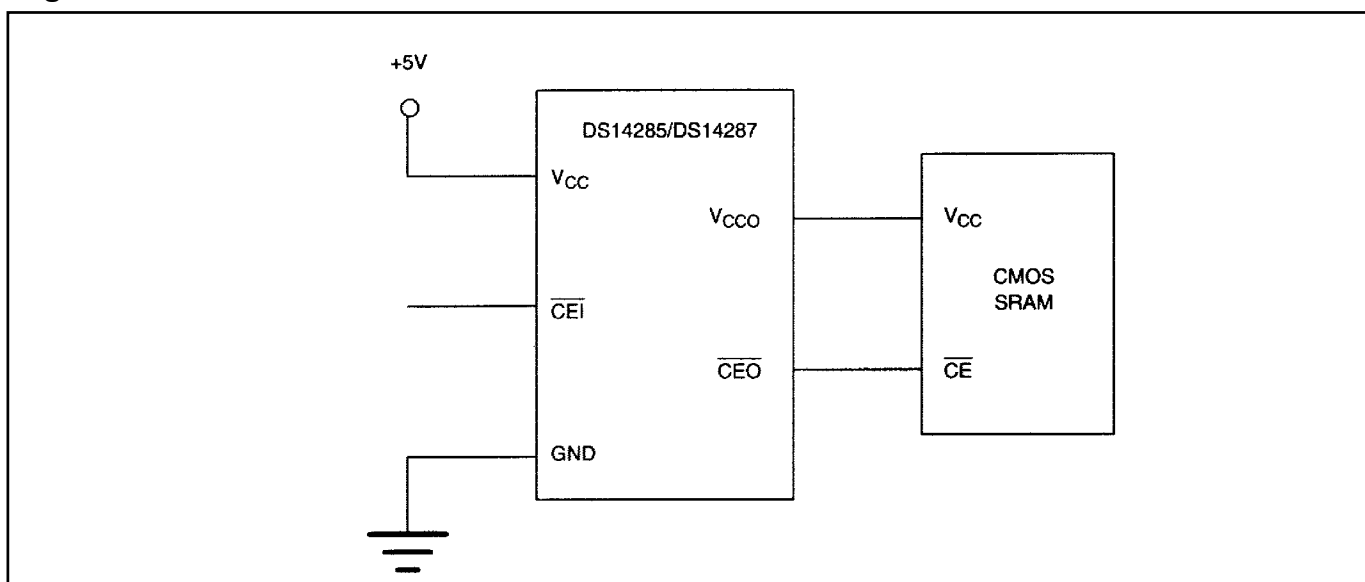 +5V
DS14285/DS14287
VCC
VCCO
CEI
CEO
GND
VCC
CMOS
SRAM
CE